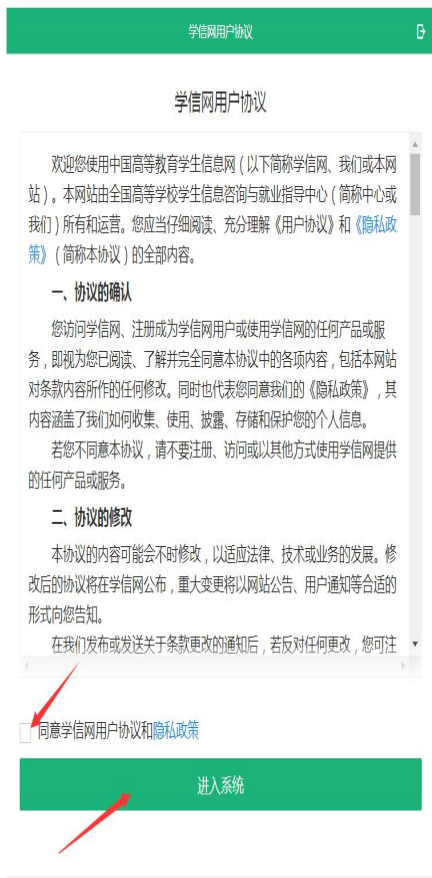 学信网用户协议
学信网用户协议
欢迎您使用中国高等教育学生信息网（以下简称学信网、我们或本网
站）。本网站由全国高等学校学生信息咨询与就业指导中心（简称中心或
我们）所有和运营。您应当仔细阅读、充分理解《用户协议》和《隐私政
策》（简称本协议）的全部内容。
一、协议的确认
您访问学信网、注册成为学信网用户或使用学信网的任何产品或服
务，即视为您已阅读、了解并完全同意本协议中的各项内容，包括本网站
对条款内容所作的任何修改。同时也代表您同意我们的《隐私政策》，其
内容涵盖了我们如何收集、使用、披露、存储和保护您的个人信息。
若您不同意本协议，请不要注册、访问或以其他方式使用学信网提供
的任何产品或服务。
二、协议的修改
本协议的内容可能会不时修改，以适应法律、技术或业务的发展。修
改后的协议将在学信网公布，重大变更将以网站公告、用户通知等合适的
形式向您告知。
在我们发布或发送关于条款更改的通知后，若反对任何更改，您可注
同意学信网用户协议和隐私政策
进入系统